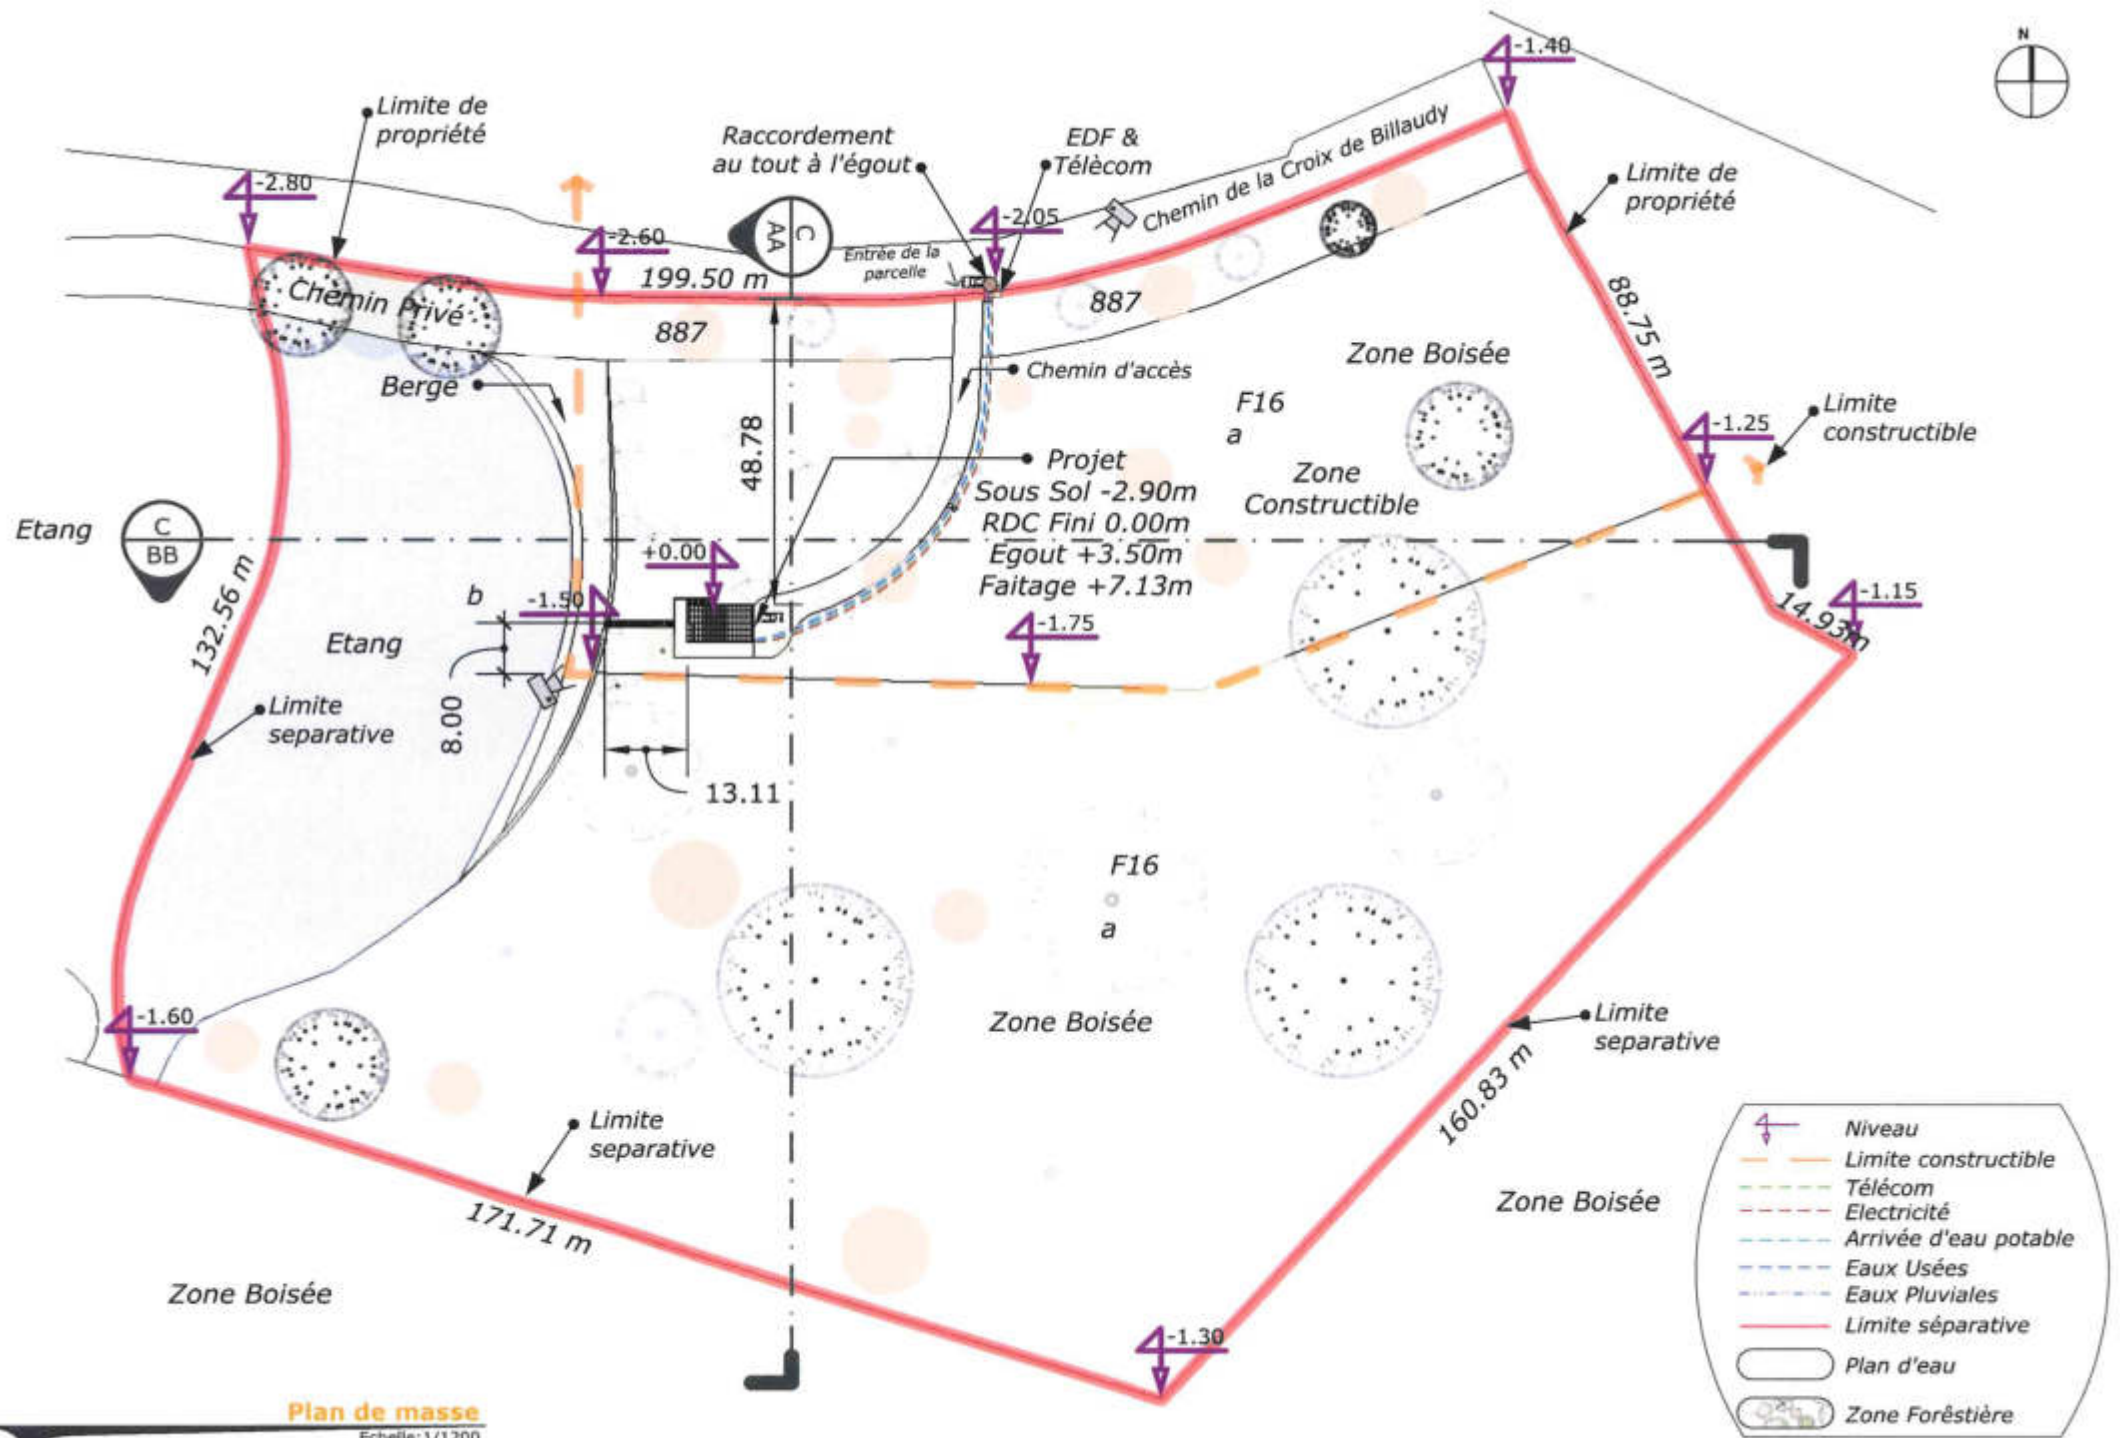 N
-1.40
Limite de
propriété
-2.80
Raccordement
au tout à l'égout
EDF &
Télècom
Chemin de la Croix de Billaudy
Limite de
propriété
-2.60
C
AA
Entrée de la
parcelle
-2.05
199.50 m
Chemin Privé
887
887
88.75 m
Berge
Chemin d'accès
Zone Boisée
F16
a
Limite
constructible
-1.25
48.78
Projet
Sous Sol -2.90m
RDC Fini 0.00m
Egout +3.50m
Faitage +7.13m
Zone
Constructible
Etang
C
BB
+0.00
b
-1.50
-1.15
14.93m
132.56 m
Etang
-1.75
8.00
Limite
separative
13.11
F16
a
-1.60
Zone Boisée
Limite
separative
160.83 m
Limite
separative
171.71 m
Zone Boisée
Zone Boisée
-1.30
Niveau
Limite constructible
Télécom
Electricité
Arrivée d'eau potable
Eaux Usées
Eaux Pluviales
Limite séparative
Plan d'eau
Zone Forêstière
Plan de masse
Echelle:1/1200